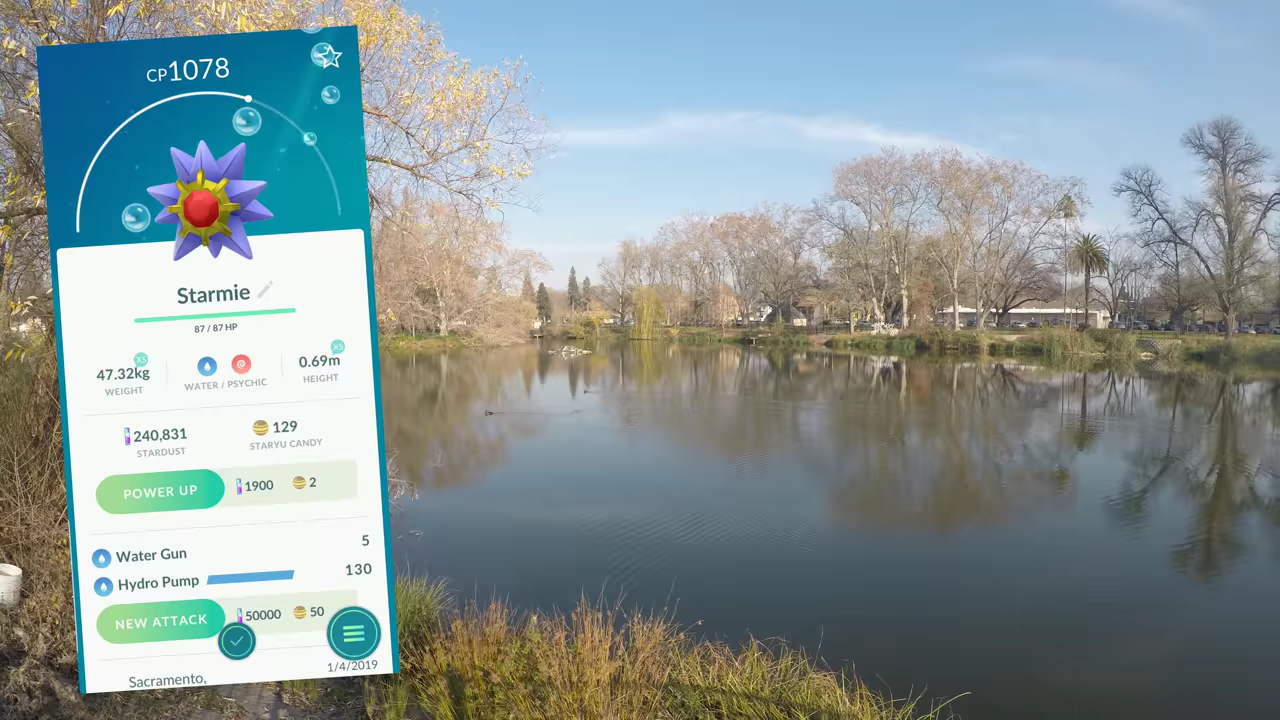 CP1078
Starmie
87 / 87 HP
XS
XS
47.32kg
0.69m
WEIGHT
WATER / PSYCHIC
HEIGHT
240,831
129
STARDUST
STARYU CANDY
POWER UP
1900
2
Water Gun
5
Hydro Pump
130
NEW ATTACK
50000
50
1/4/2019
Sacramento,